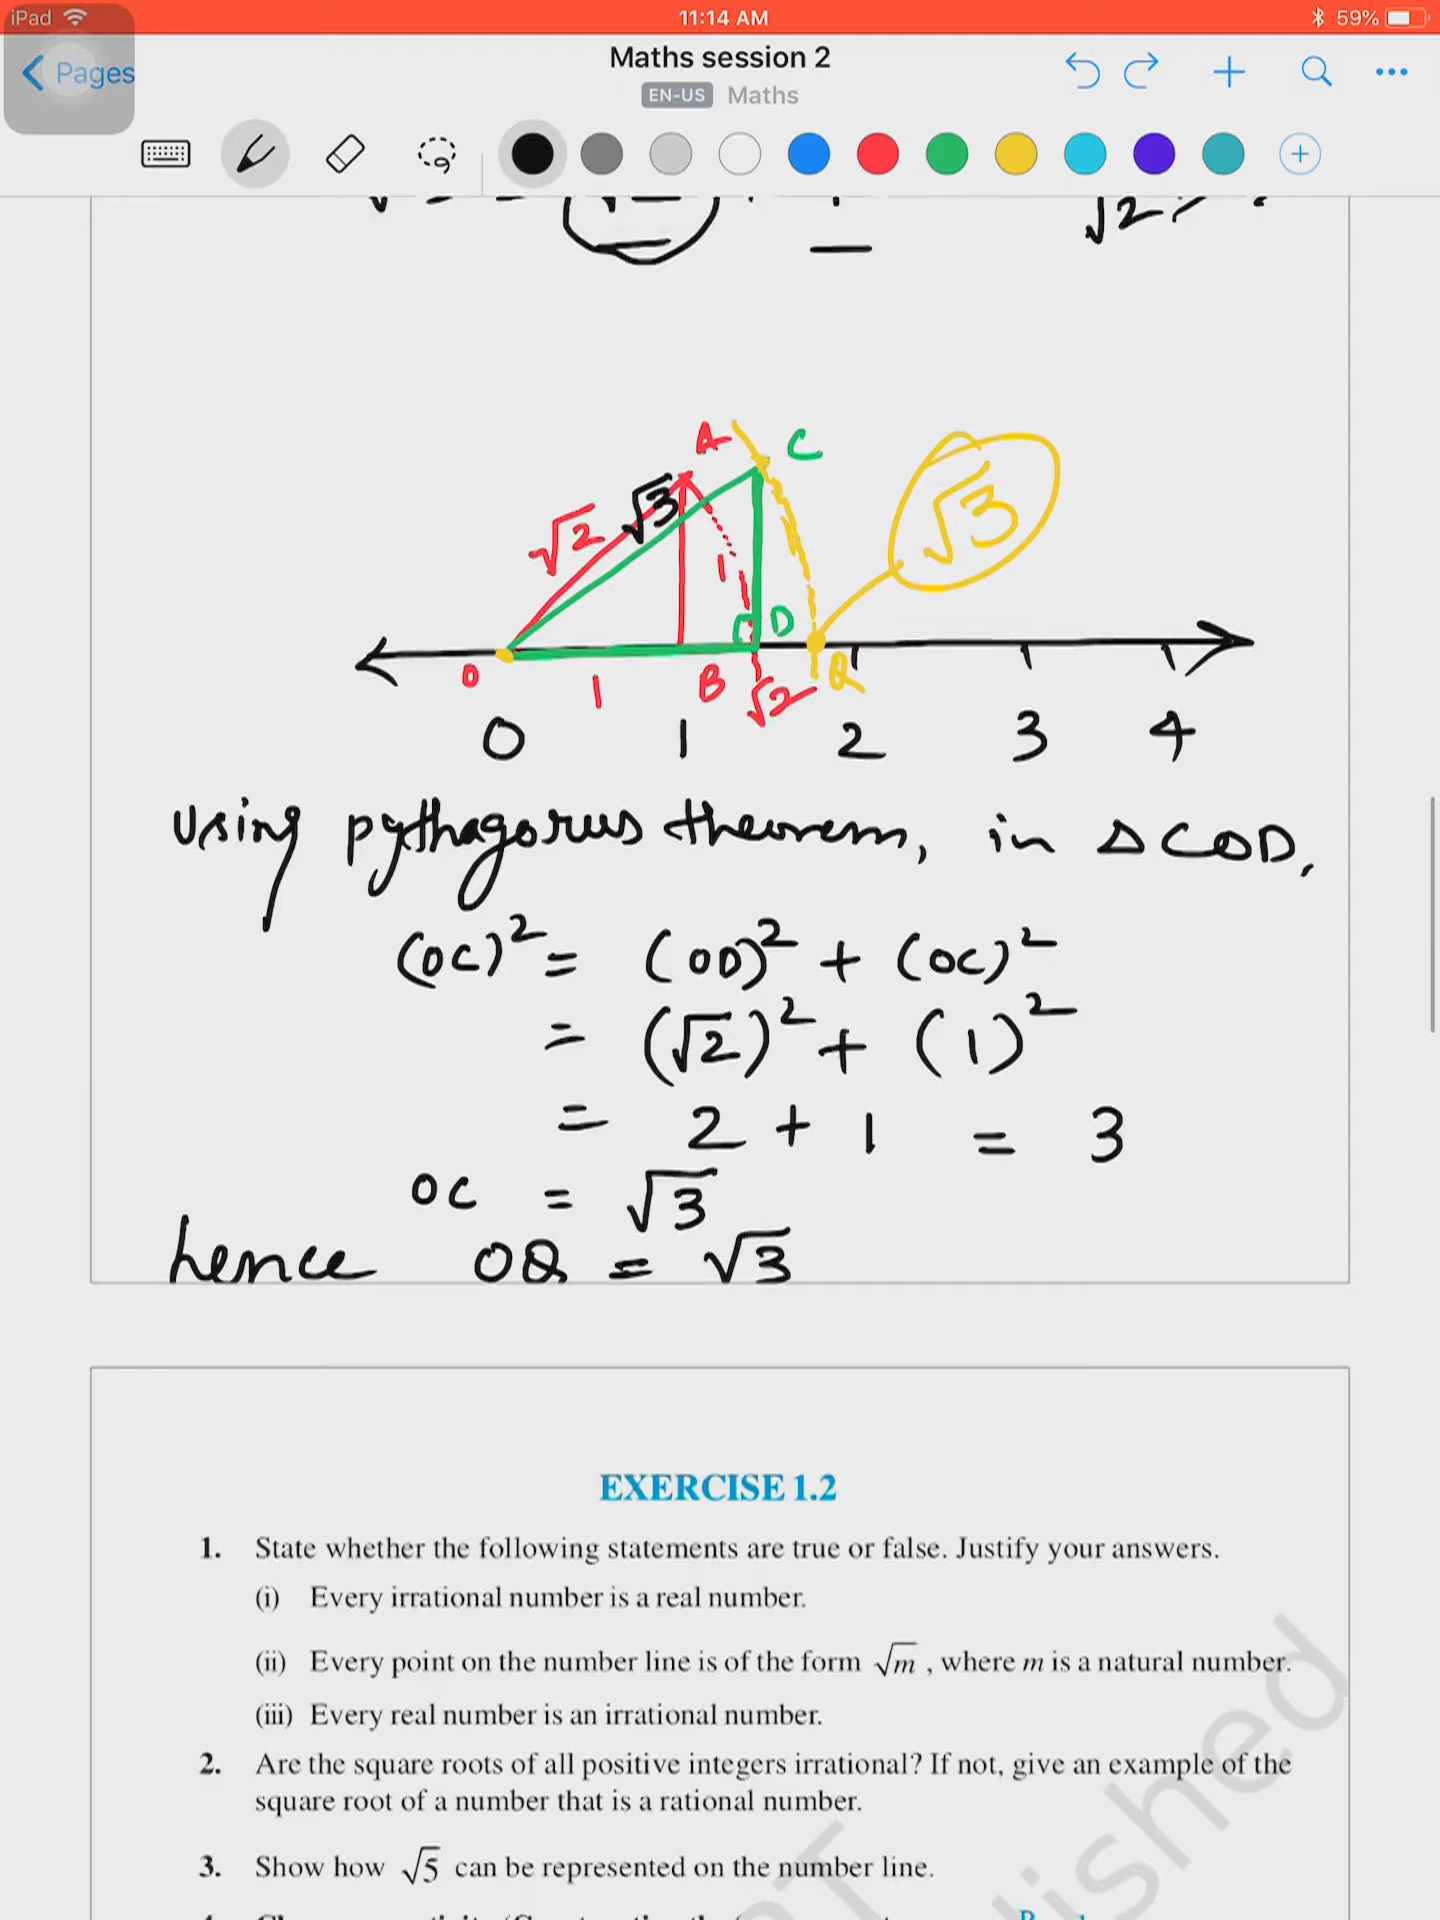 iPad 11:14 AM 59%
Pages Maths session 2
EN-US Maths
√2
A C
√2 √3 √3
1 D
O 1 B √2 Q
0 1 2 3 4
using pythagorus theorem, in △COD,
(OC)² = (OD)² + (OC)²
= (√2)² + (1)²
= 2 + 1 = 3
OC = √3
hence OQ = √3
EXERCISE 1.2
1. State whether the following statements are true or false. Justify your answers.
(i) Every irrational number is a real number.
(ii) Every point on the number line is of the form √m , where m is a natural number.
(iii) Every real number is an irrational number.
2. Are the square roots of all positive integers irrational? If not, give an example of the
square root of a number that is a rational number.
3. Show how √5 can be represented on the number line.